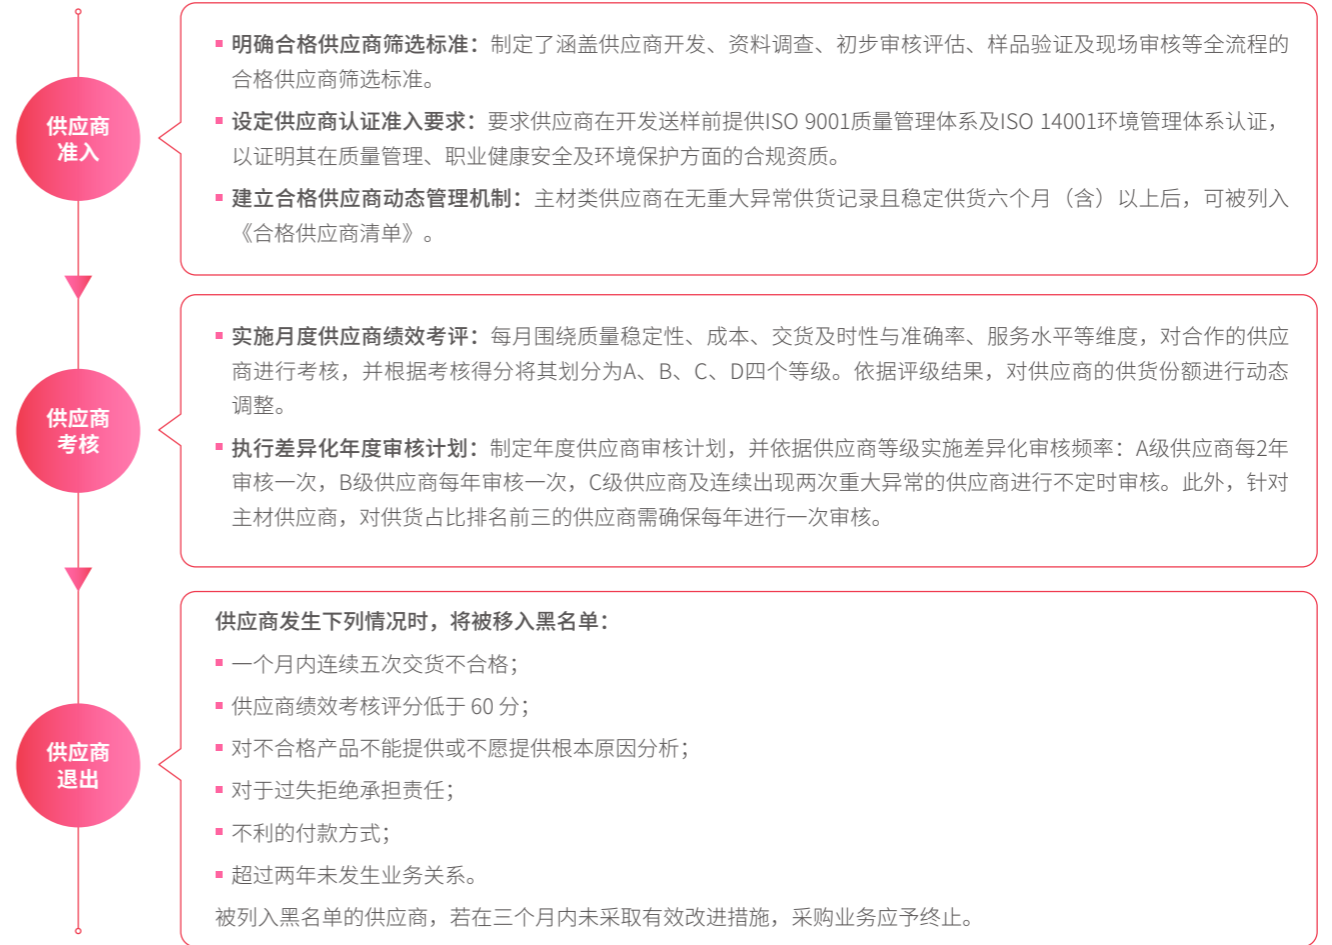 供应商
准入
明确合格供应商筛选标准：制定了涵盖供应商开发、资料调查、初步审核评估、样品验证及现场审核等全流程的
合格供应商筛选标准。
设定供应商认证准入要求：要求供应商在开发送样前提供ISO 9001质量管理体系及ISO 14001环境管理体系认证，
以证明其在质量管理、职业健康安全及环境保护方面的合规资质。
建立合格供应商动态管理机制：主材类供应商在无重大异常供货记录且稳定供货六个月（含）以上后，可被列入
《合格供应商清单》。
供应商
考核
实施月度供应商绩效考评：每月围绕质量稳定性、成本、交货及时性与准确率、服务水平等维度，对合作的供应
商进行考核，并根据考核得分将其划分为A、B、C、D四个等级。依据评级结果，对供应商的供货份额进行动态
调整。
执行差异化年度审核计划：制定年度供应商审核计划，并依据供应商等级实施差异化审核频率：A级供应商每2年
审核一次，B级供应商每年审核一次，C级供应商及连续出现两次重大异常的供应商进行不定时审核。此外，针对
主材供应商，对供货占比排名前三的供应商需确保每年进行一次审核。
供应商
退出
供应商发生下列情况时，将被移入黑名单：
一个月内连续五次交货不合格；
供应商绩效考核评分低于 60 分；
对不合格产品不能提供或不愿提供根本原因分析；
对于过失拒绝承担责任；
不利的付款方式；
超过两年未发生业务关系。
被列入黑名单的供应商，若在三个月内未采取有效改进措施，采购业务应予终止。